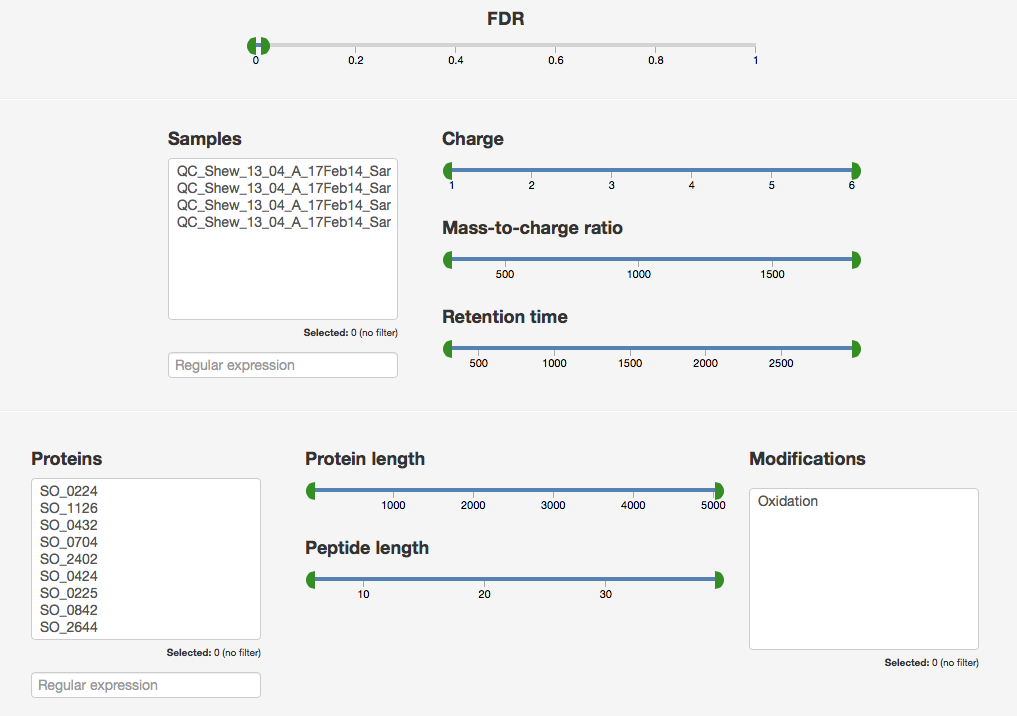 FDR
0 0.2 0.4 0.6 0.8 1
Samples
QC_Shew_13_04_A_17Feb14_Sar
QC_Shew_13_04_A_17Feb14_Sar
QC_Shew_13_04_A_17Feb14_Sar
QC_Shew_13_04_A_17Feb14_Sar
Selected: 0 (no filter)
Regular expression
Charge
1 2 3 4 5 6
Mass-to-charge ratio
500 1000 1500
Retention time
500 1000 1500 2000 2500
Proteins
SO_0224
SO_1126
SO_0432
SO_0704
SO_2402
SO_0424
SO_0225
SO_0842
SO_2644
Selected: 0 (no filter)
Regular expression
Protein length
1000 2000 3000 4000 5000
Peptide length
10 20 30
Modifications
Oxidation
Selected: 0 (no filter)